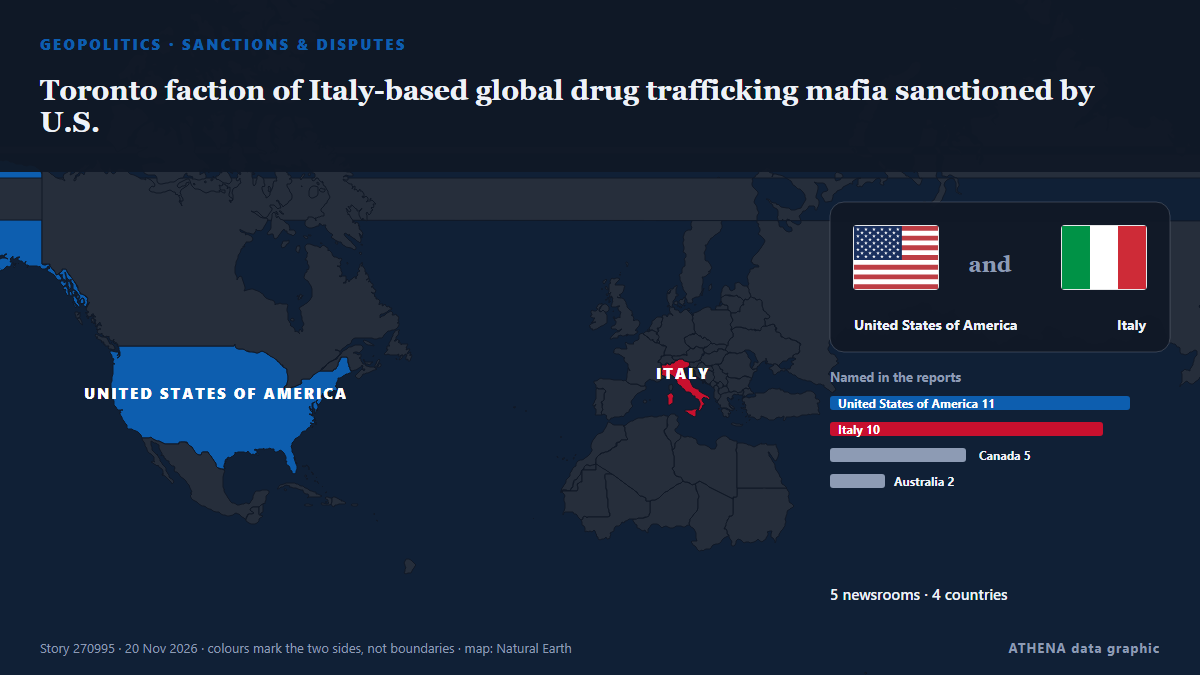 GEOPOLITICS · SANCTIONS & DISPUTES
Toronto faction of Italy-based global drug trafficking mafia sanctioned by
U.S.
and
United States of America
Italy
UNITED STATES OF AMERICA
ITALY
Named in the reports
United States of America 11
Italy 10
Canada 5
Australia 2
5 newsrooms · 4 countries
Story 270995 · 20 Nov 2026 · colours mark the two sides, not boundaries · map: Natural Earth
ATHENA data graphic